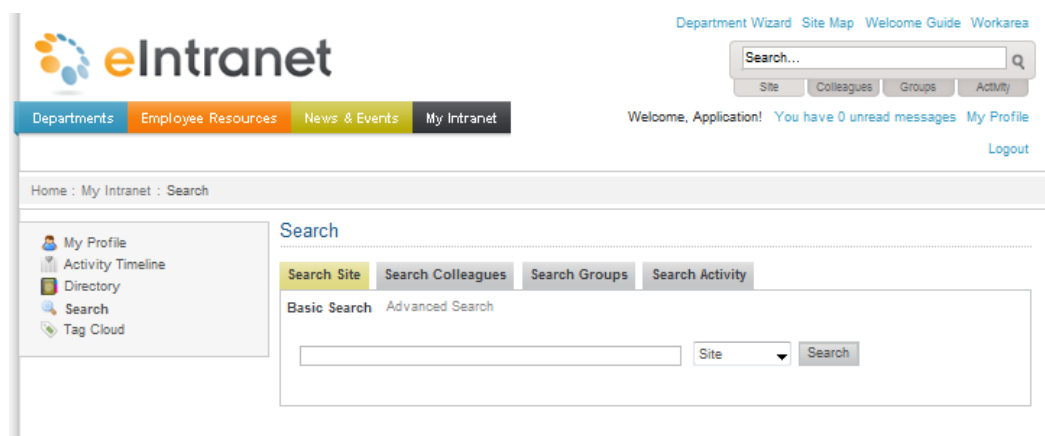 Department Wizard Site Map Welcome Guide Workarea
eIntranet
Search...
Site Colleagues Groups Activity
Departments Employee Resources News & Events My Intranet
Welcome, Application! You have 0 unread messages My Profile
Logout
Home : My Intranet : Search
My Profile
Activity Timeline
Directory
Search
Tag Cloud
Search
Search Site Search Colleagues Search Groups Search Activity
Basic Search Advanced Search
Site Search